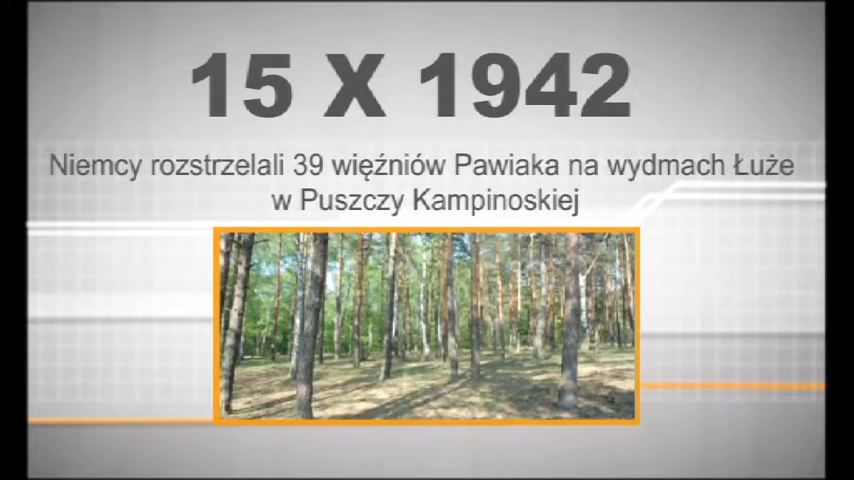 15 X 1942
Niemcy rozstrzelali 39 więźniów Pawiaka na wydmach Łuże
w Puszczy Kampinoskiej